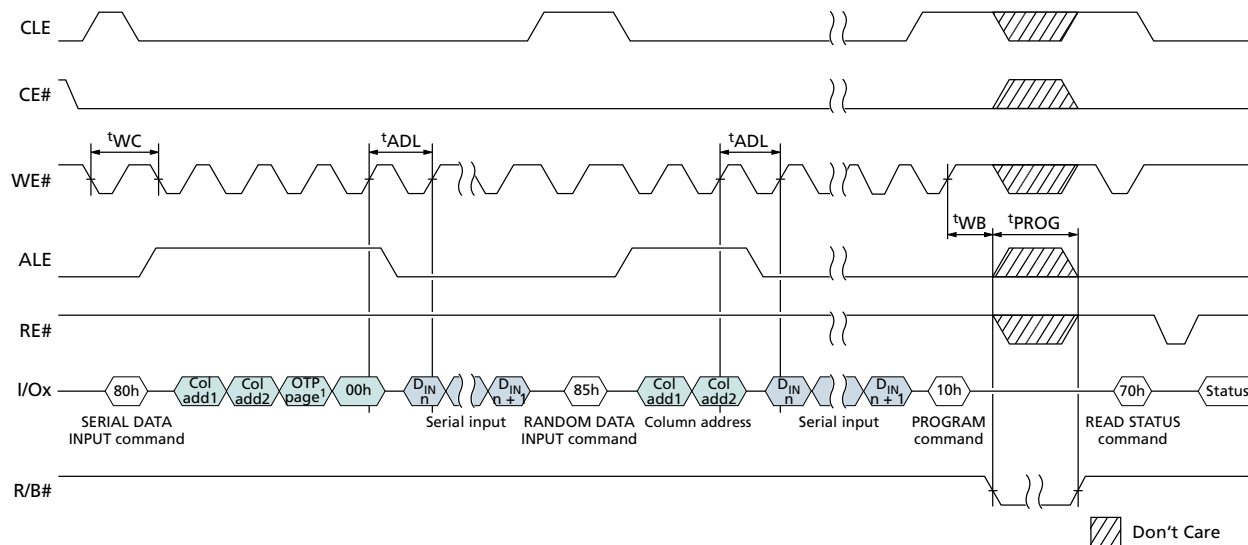 CLE
CE#
tWC
tADL
tADL
WE#
tWB
tPROG
ALE
RE#
I/Ox
80h
Col add1
Col add2
OTP page1
00h
DIN n
DIN n + 1
85h
Col add1
Col add2
DIN n
DIN n + 1
10h
70h
Status
SERIAL DATA
INPUT command
Serial input
RANDOM DATA
INPUT command
Column address
Serial input
PROGRAM
command
READ STATUS
command
R/B#
Don't Care